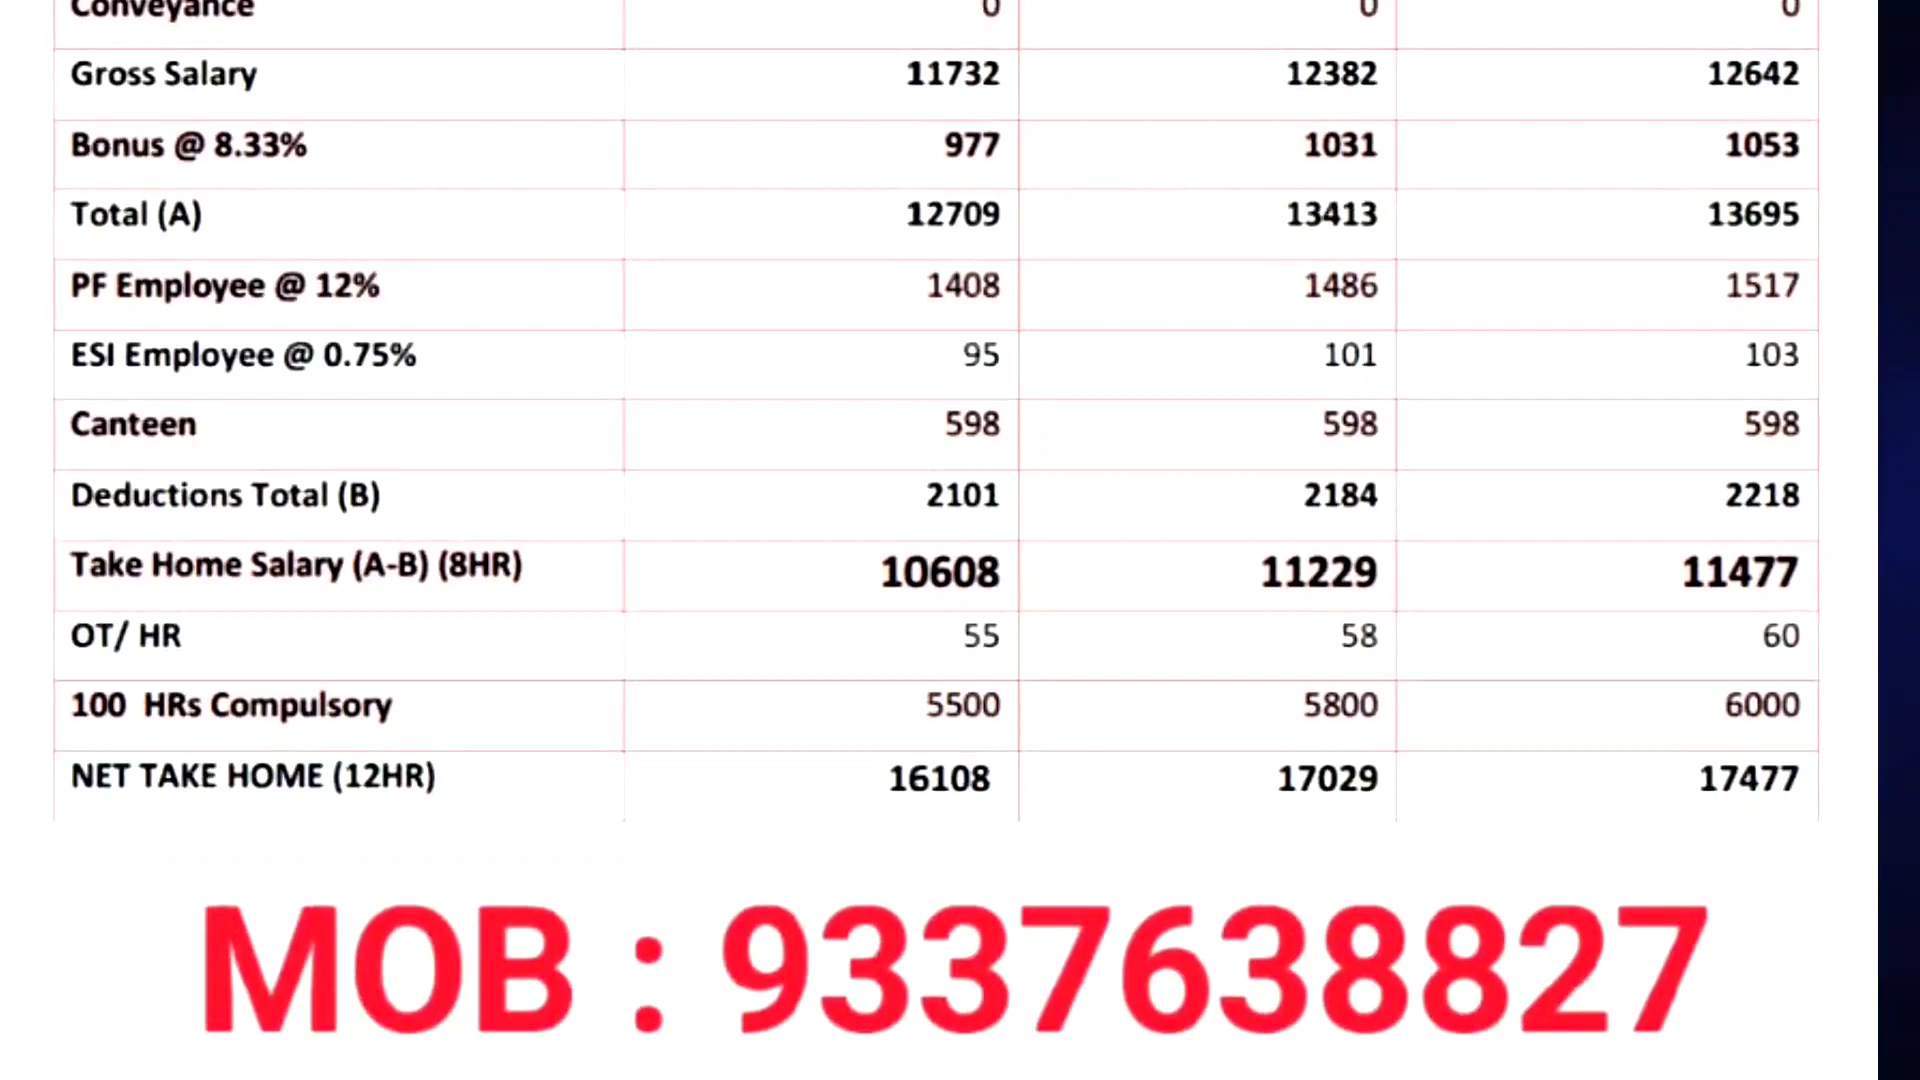 Conveyance 0 0 0
Gross Salary 11732 12382 12642
Bonus @ 8.33% 977 1031 1053
Total (A) 12709 13413 13695
PF Employee @ 12% 1408 1486 1517
ESI Employee @ 0.75% 95 101 103
Canteen 598 598 598
Deductions Total (B) 2101 2184 2218
Take Home Salary (A-B) (8HR) 10608 11229 11477
OT/ HR 55 58 60
100 HRs Compulsory 5500 5800 6000
NET TAKE HOME (12HR) 16108 17029 17477
MOB : 9337638827